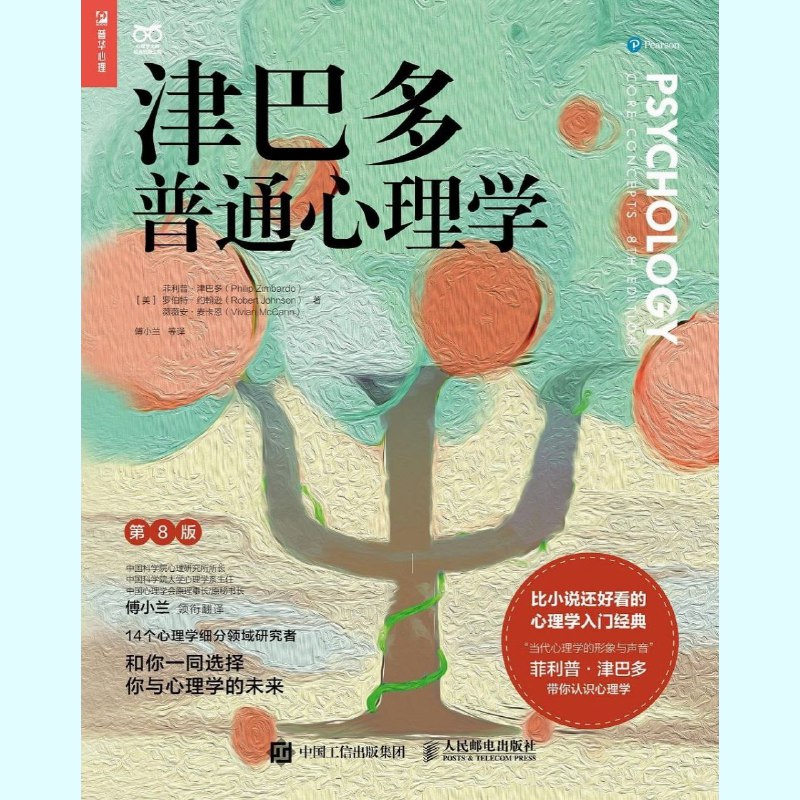 普华心理
Pearson
津巴多
普通心理学
PSYCHOLOGY
CORE CONCEPTS 8TH EDITION
菲利普·津巴多（Philip Zimbardo）
［美］罗伯特·约翰逊（Robert Johnson） 著
薇薇安·麦卡恩（Vivian McCann）
傅小兰 等译
第8版
中国科学院心理研究所所长
中国科学院大学心理学系主任
中国心理学会原理事长/原秘书长
傅小兰 领衔翻译
14个心理学细分领域研究者
和你一同选择
你与心理学的未来
比小说还好看的
心理学入门经典
“当代心理学的形象与声音”
菲利普·津巴多
带你认识心理学
中国工信出版集团
人民邮电出版社
POSTS & TELECOM PRESS